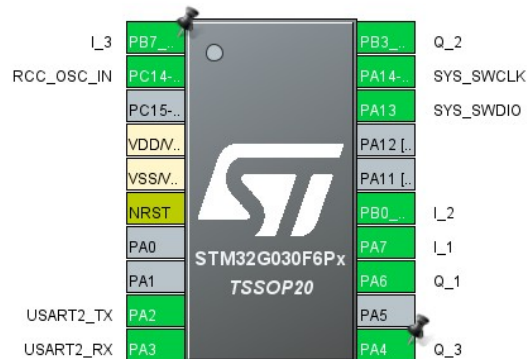 I_3 PB7_.. PB3_.. Q_2
RCC_OSC_IN PC14-.. PA14-.. SYS_SWCLK
PC15-.. PA13 SYS_SWDIO
VDD/V.. PA12 [..
VSS/V.. PA11 [..
NRST PB0_.. I_2
PA0 PA7 I_1
STM32G030F6Px
PA1 PA6 Q_1
TSSOP20
USART2_TX PA2 PA5
USART2_RX PA3 PA4 Q_3